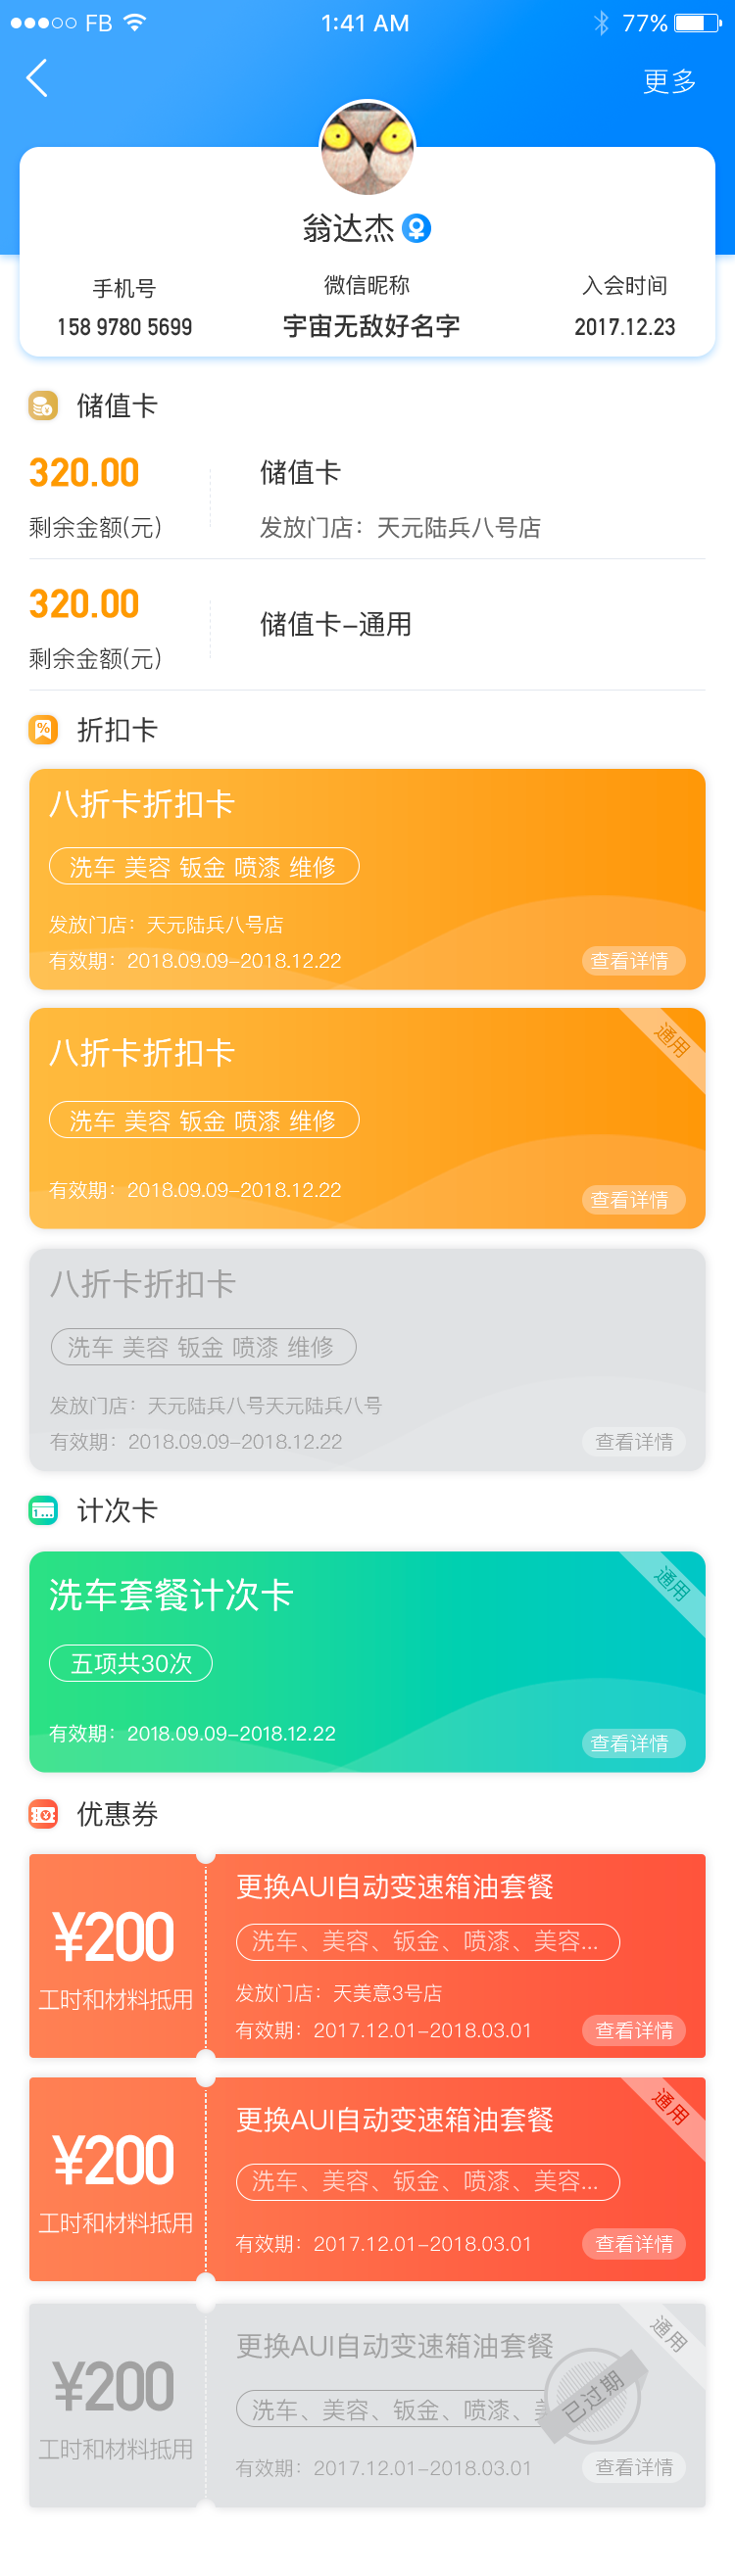 FB 1:41 AM 77%
更多
翁达杰
手机号 微信昵称 入会时间
158 9780 5699 宇宙无敌好名字 2017.12.23
储值卡
320.00 储值卡
剩余金额(元) 发放门店：天元陆兵八号店
320.00
储值卡-通用
剩余金额(元)
折扣卡
八折卡折扣卡
洗车 美容 钣金 喷漆 维修
发放门店：天元陆兵八号店
有效期：2018.09.09-2018.12.22 查看详情
通用
八折卡折扣卡
洗车 美容 钣金 喷漆 维修
有效期：2018.09.09-2018.12.22 查看详情
八折卡折扣卡
洗车 美容 钣金 喷漆 维修
发放门店：天元陆兵八号天元陆兵八号
有效期：2018.09.09-2018.12.22 查看详情
计次卡
洗车套餐计次卡 通用
五项共30次
有效期：2018.09.09-2018.12.22 查看详情
优惠券
更换AUI自动变速箱油套餐
¥200
洗车、美容、钣金、喷漆、美容...
工时和材料抵用
发放门店：天美意3号店
有效期：2017.12.01-2018.03.01 查看详情
更换AUI自动变速箱油套餐 通用
¥200
洗车、美容、钣金、喷漆、美容...
工时和材料抵用
有效期：2017.12.01-2018.03.01 查看详情
更换AUI自动变速箱油套餐 通用
¥200
洗车、美容、钣金、喷漆、
已过期
工时和材料抵用
有效期：2017.12.01-2018.03.01 查看详情